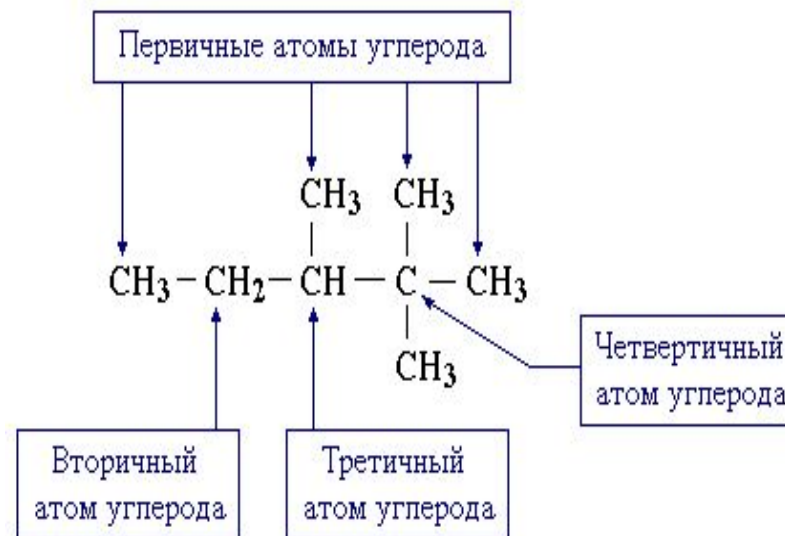 Первичные атомы углерода
CH3 CH3
CH3 – CH2 – CH – C – CH3
CH3
Четвертичный
атом углерода
Вторичный
атом углерода
Третичный
атом углерода